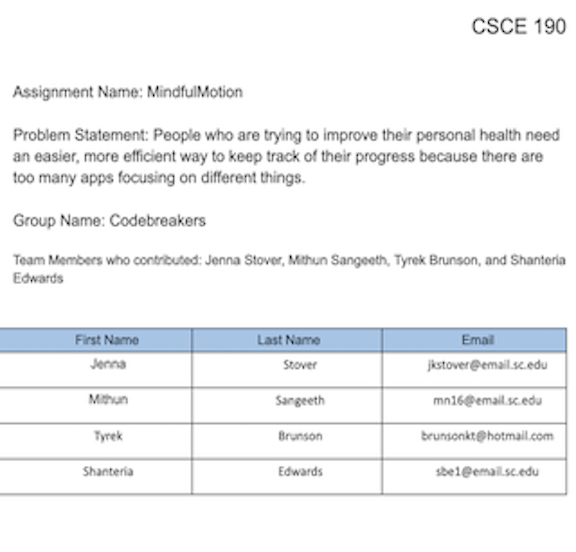 CSCE 190
Assignment Name: MindfulMotion
Problem Statement: People who are trying to improve their personal health need
an easier, more efficient way to keep track of their progress because there are
too many apps focusing on different things.
Group Name: Codebreakers
Team Members who contributed: Jenna Stover, Mithun Sangeeth, Tyrek Brunson, and Shanteria
Edwards
First Name Last Name Email
Jenna Stover jkstover@email.sc.edu
Mithun Sangeeth mn16@email.sc.edu
Tyrek Brunson brunsonkt@hotmail.com
Shanteria Edwards sbe1@email.sc.edu